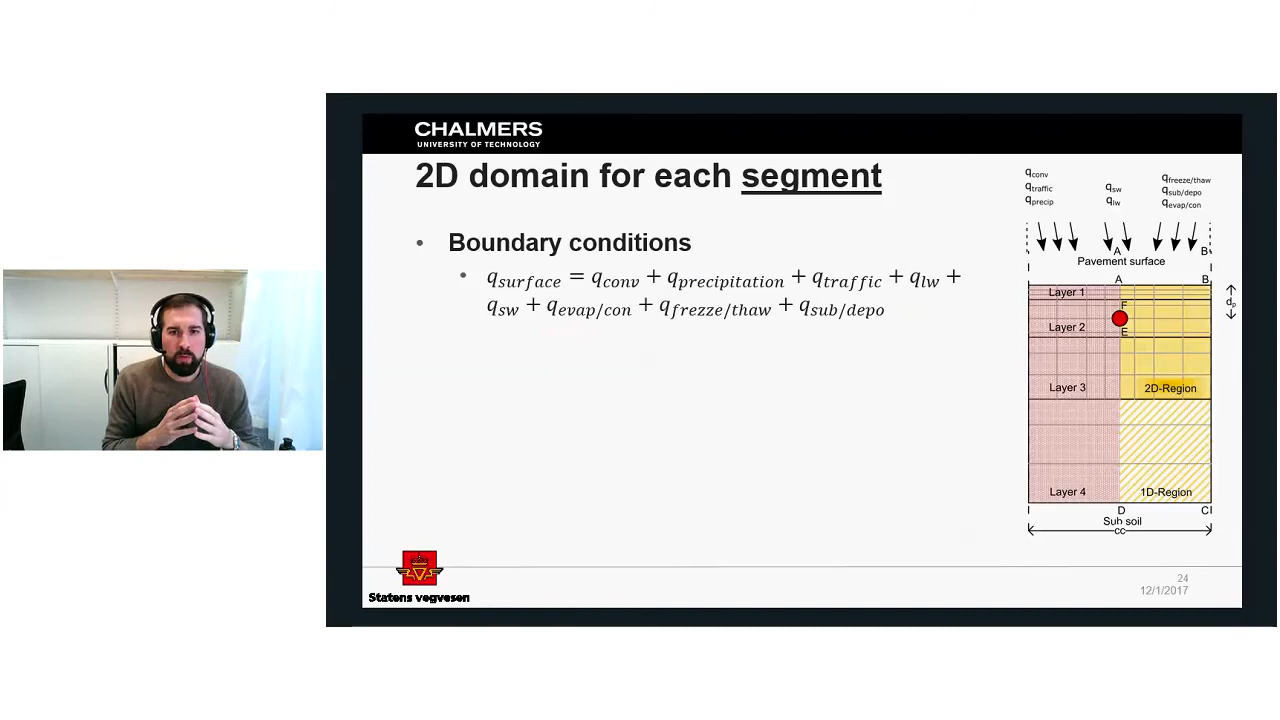 CHALMERS
UNIVERSITY OF TECHNOLOGY
2D domain for each segment
• Boundary conditions
• q_surface = q_conv + q_precipitation + q_traffic + q_lw +
q_sw + q_evap/con + q_frezze/thaw + q_sub/depo
q_conv
q_traffic
q_precip
q_sw
q_lw
q_freeze/thaw
q_sub/depo
q_evap/con
A B
Pavement surface
A B
Layer 1
d_p
F
Layer 2
E
Layer 3
2D-Region
Layer 4
1D-Region
D C
Sub soil
cc
Statens vegvesen
24
12/1/2017